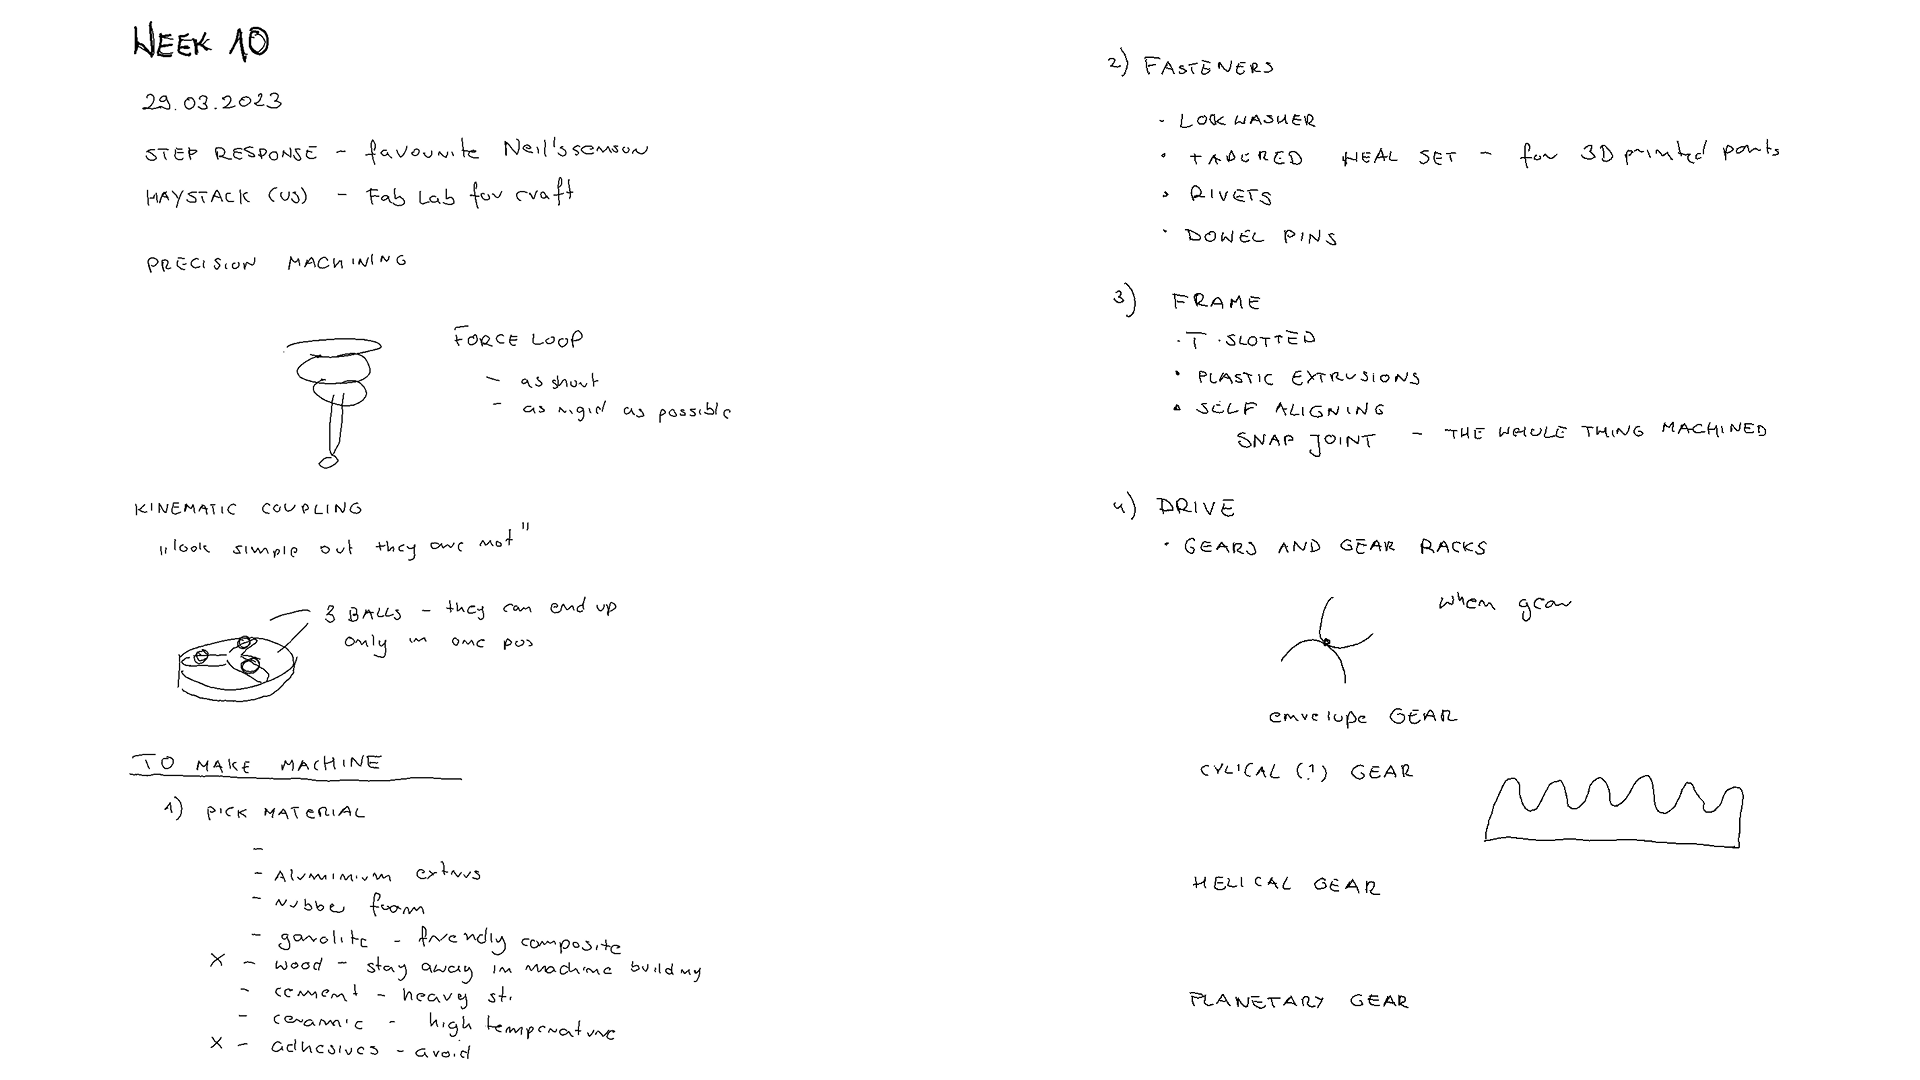 WEEK 10
29.03.2023
STEP RESPONSE - favourite Neil's sensor
HAYSTACK (US) - Fab Lab for craft
PRECISION MACHINING
FORCE LOOP
- as short
- as rigid as possible
KINEMATIC COUPLING
"look simple but they are not"
3 BALLS - they can end up
only in one pos
TO MAKE MACHINE
1) PICK MATERIAL
-
- Aluminium extrus
- rubber foam
- garolite - friendly composite
X - wood - stay away in machine building
- cement - heavy st.
- ceramic - high temperature
X - adhesives - avoid
2) FASTENERS
· LOCK WASHER
· TAPERED HEAL SET - for 3D printed parts
· RIVETS
· DOWEL PINS
3) FRAME
· T · SLOTTED
· PLASTIC EXTRUSIONS
· SELF ALIGNING
SNAP JOINT - THE WHOLE THING MACHINED
4) DRIVE
· GEARS AND GEAR RACKS
when gear
envelope GEAR
CYLICAL (?) GEAR
HELICAL GEAR
PLANETARY GEAR